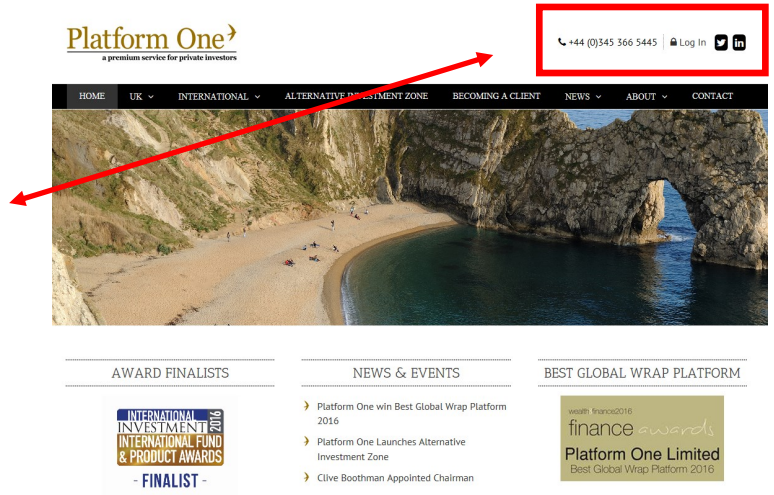 Platform One
a premium service for private investors
+44 (0)345 366 5445 Log In
HOME UK INTERNATIONAL ALTERNATIVE INVESTMENT ZONE BECOMING A CLIENT NEWS ABOUT CONTACT
AWARD FINALISTS
INTERNATIONAL
INVESTMENT 2016
INTERNATIONAL FUND
& PRODUCT AWARDS
- FINALIST -
NEWS & EVENTS
Platform One win Best Global Wrap Platform
2016
Platform One Launches Alternative
Investment Zone
Clive Boothman Appointed Chairman
BEST GLOBAL WRAP PLATFORM
wealth&finance2016
finance awards
Platform One Limited
Best Global Wrap Platform 2016